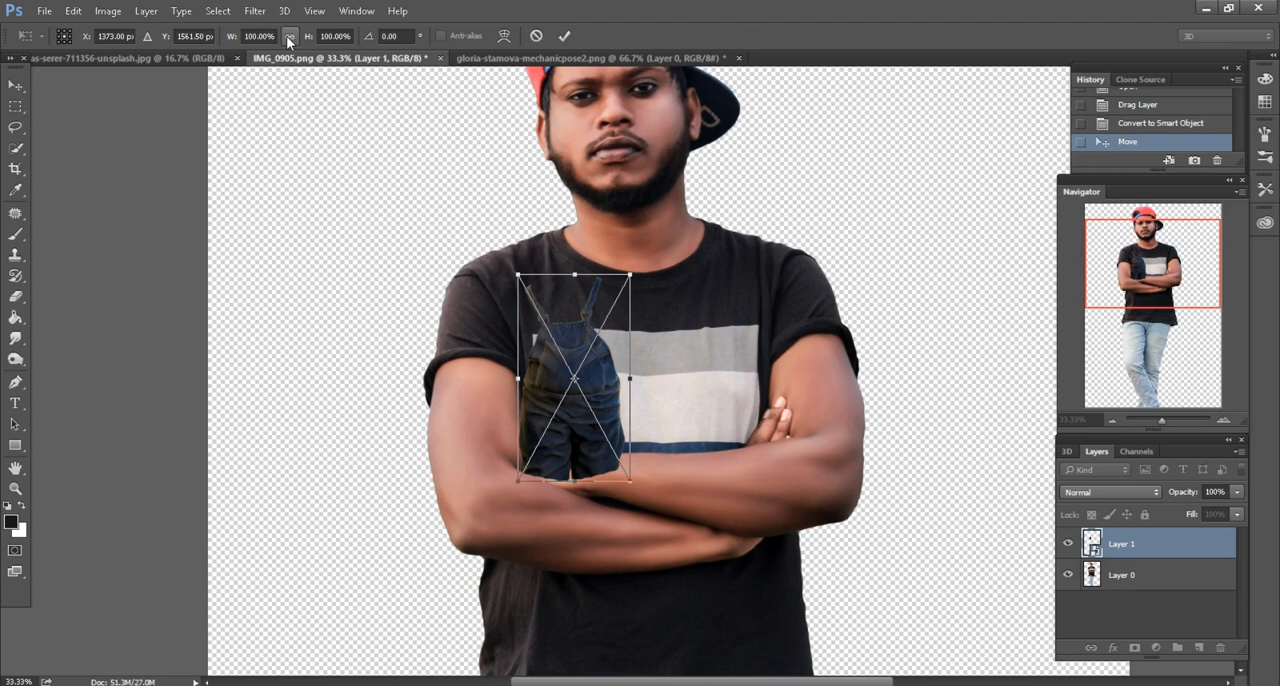 Ps File Edit Image Layer Type Select Filter 3D View Window Help
X: 1373.00 px Y: 1561.50 px W: 100.00% H: 100.00% 0.00 ° Anti-alias 3D
as-serer-711356-unsplash.jpg @ 16.7% (RGB/8) × IMG_0905.png @ 33.3% (Layer 1, RGB/8) * × gloria-stamova-mechanicpose2.png @ 66.7% (Layer 0, RGB/8#) * ×
History Clone Source
Drag Layer
Convert to Smart Object
Move
Navigator
33.33%
3D Layers Channels
Kind
Normal Opacity: 100%
Lock: Fill: 100%
Layer 1
Layer 0
33.33% Doc: 51.3M/27.0M